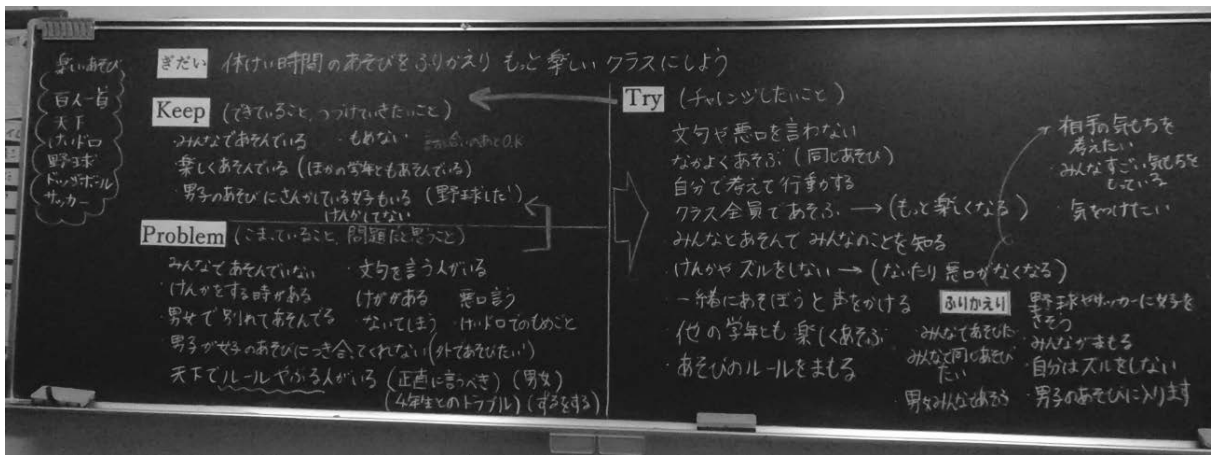 楽しいあそび
百人一首
天下
けいドロ
野球
ドッヂボール
サッカー
ぎだい 休けい時間のあそびをふりかえり もっと楽しいクラスにしよう
Keep (できていること、つづけていきたいこと)
・みんなであそんでいる ・もめない 話し合いのあとO.K
楽しくあそんでいる (ほかの学年ともあそんでいる)
・男子のあそびにさんかしている女子もいる (野球した)
けんかしてない
Problem (こまっていること、問題だと思うこと)
みんなであそんでいない ・文句を言う人がいる
・けんかをする時がある けががある 悪口言う
・男女で別れてあそんでる ・ないてしまう ・けいドロでのもめごと
男子が女子のあそびにつき合てくれない (外であそびたい)
天下でルールやぶる人がいる (正直に言うべき) (男女)
(4年生とのトラブル) (ずるをする)
Try (チャレンジしたいこと)
文句や悪口を言わない
なかよくあそぶ (同じあそび)
自分で考えて行動する
クラス全員であそぶ → (もっと楽しくなる)
みんなとあそんで みんなのことを知る
・けんかやズルをしない → (ないたり悪口がなくなる)
・一緒にあそぼうと声をかける
・他の学年とも楽しくあそぶ
・あそびのルールをまもる
・相手の気もちを
考えたい
・みんなすごい気もちを
もっている
・気をつけたい
ふりかえり
みんなであそびた
みんなで同じあそび
たい
・男女みんなであそぶ
野球やサッカーに女子を
さそう
・みんながまもる
・自分はズルをしない
・男子のあそびに入ります